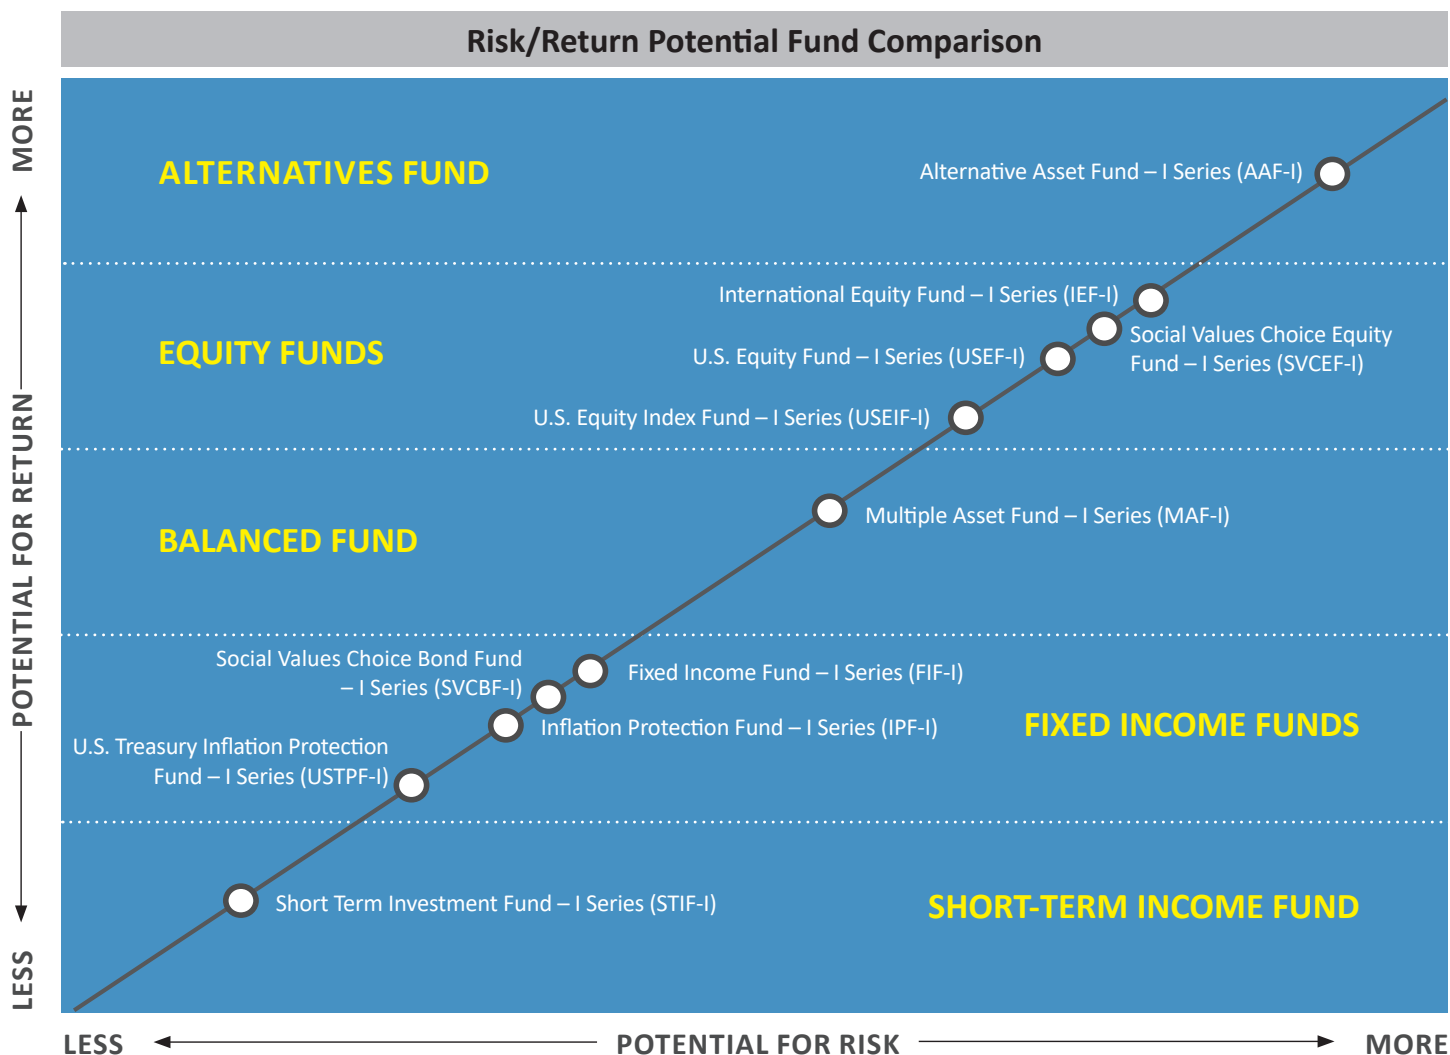 Risk/Return Potential Fund Comparison
MORE
POTENTIAL FOR RETURN
LESS
ALTERNATIVES FUND
Alternative Asset Fund – I Series (AAF-I)
International Equity Fund – I Series (IEF-I)
EQUITY FUNDS
Social Values Choice Equity
Fund – I Series (SVCEF-I)
U.S. Equity Fund – I Series (USEF-I)
U.S. Equity Index Fund – I Series (USEIF-I)
BALANCED FUND
Multiple Asset Fund – I Series (MAF-I)
Social Values Choice Bond Fund
– I Series (SVCBF-I)
Fixed Income Fund – I Series (FIF-I)
Inflation Protection Fund – I Series (IPF-I)
FIXED INCOME FUNDS
U.S. Treasury Inflation Protection
Fund – I Series (USTPF-I)
Short Term Investment Fund – I Series (STIF-I)
SHORT-TERM INCOME FUND
LESS
POTENTIAL FOR RISK
MORE